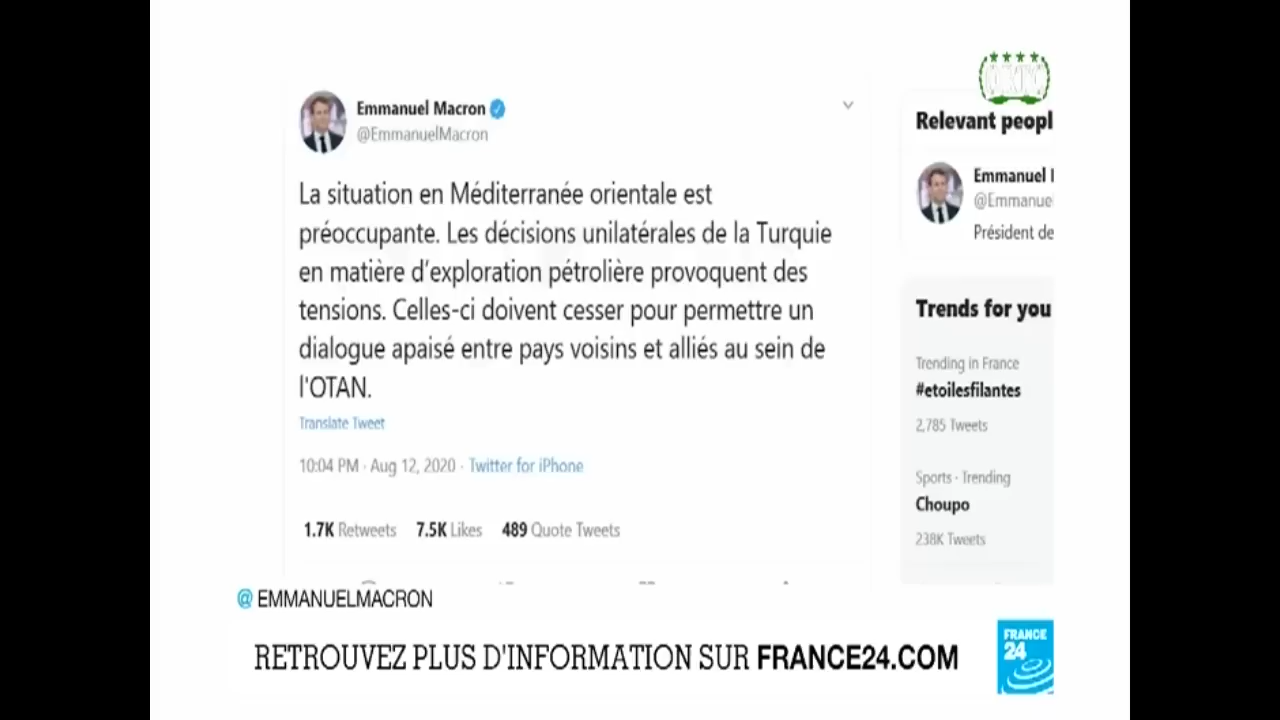 Emmanuel Macron
@EmmanuelMacron
La situation en Méditerranée orientale est
préoccupante. Les décisions unilatérales de la Turquie
en matière d'exploration pétrolière provoquent des
tensions. Celles-ci doivent cesser pour permettre un
dialogue apaisé entre pays voisins et alliés au sein de
l'OTAN.
Translate Tweet
10:04 PM · Aug 12, 2020 · Twitter for iPhone
1.7K Retweets 7.5K Likes 489 Quote Tweets
Relevant peopl
Emmanuel
@Emmanue
Président de
Trends for you
Trending in France
#etoilesfilantes
2,785 Tweets
Sports · Trending
Choupo
238K Tweets
@EMMANUELMACRON
RETROUVEZ PLUS D'INFORMATION SUR FRANCE24.COM
FRANCE
24